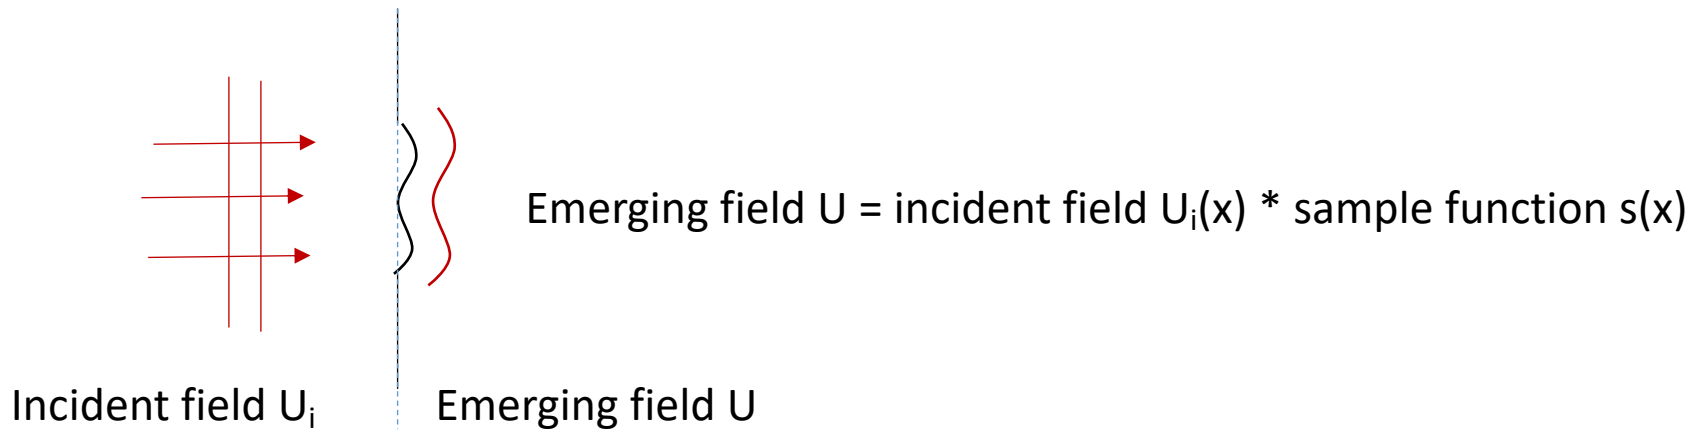 Emerging field U = incident field Uᵢ(x) * sample function s(x)
Incident field Uᵢ
Emerging field U